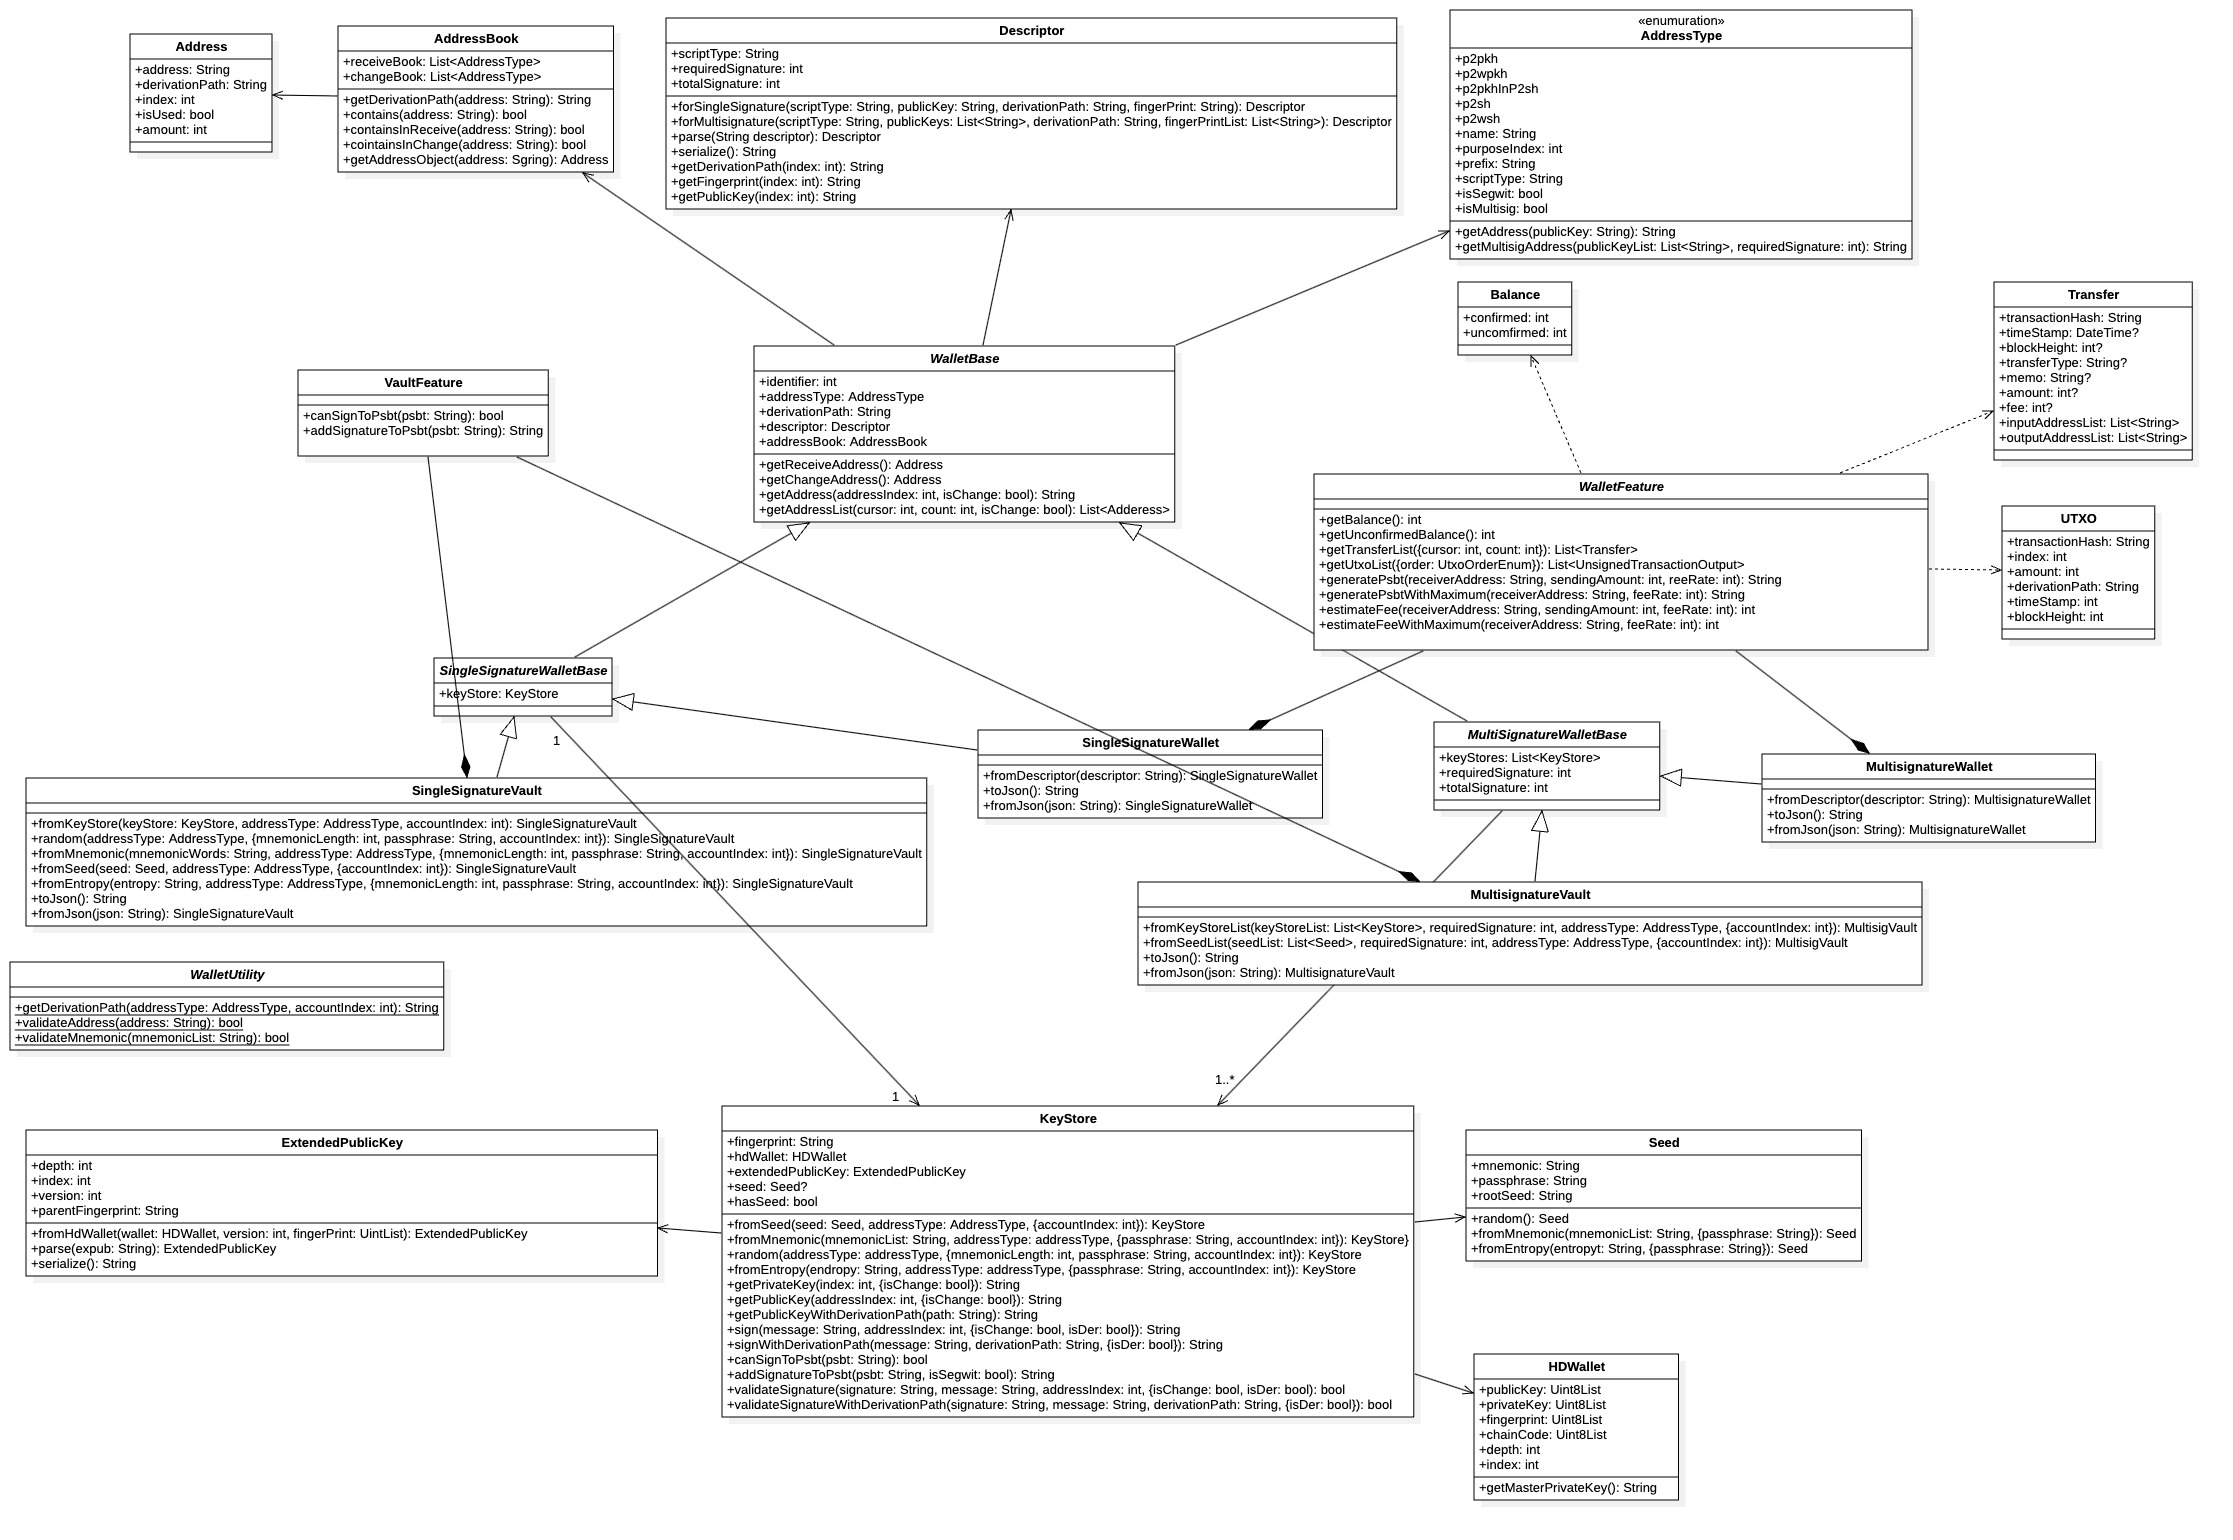 Address
+address: String
+derivationPath: String
+index: int
+isUsed: bool
+amount: int
AddressBook
+receiveBook: List<AddressType>
+changeBook: List<AddressType>
+getDerivationPath(address: String): String
+contains(address: String): bool
+containsInReceive(address: String): bool
+cointainsInChange(address: String): bool
+getAddressObject(address: Sgring): Address
Descriptor
+scriptType: String
+requiredSignature: int
+totalSignature: int
+forSingleSignature(scriptType: String, publicKey: String, derivationPath: String, fingerPrint: String): Descriptor
+forMultisignature(scriptType: String, publicKeys: List<String>, derivationPath: String, fingerPrintList: List<String>): Descriptor
+parse(String descriptor): Descriptor
+serialize(): String
+getDerivationPath(index: int): String
+getFingerprint(index: int): String
+getPublicKey(index: int): String
«enumuration»
AddressType
+p2pkh
+p2wpkh
+p2pkhInP2sh
+p2sh
+p2wsh
+name: String
+purposeIndex: int
+prefix: String
+scriptType: String
+isSegwit: bool
+isMultisig: bool
+getAddress(publicKey: String): String
+getMultisigAddress(publicKeyList: List<String>, requiredSignature: int): String
Balance
+confirmed: int
+uncomfirmed: int
Transfer
+transactionHash: String
+timeStamp: DateTime?
+blockHeight: int?
+transferType: String?
+memo: String?
+amount: int?
+fee: int?
+inputAddressList: List<String>
+outputAddressList: List<String>
VaultFeature
+canSignToPsbt(psbt: String): bool
+addSignatureToPsbt(psbt: String): String
WalletBase
+identifier: int
+addressType: AddressType
+derivationPath: String
+descriptor: Descriptor
+addressBook: AddressBook
+getReceiveAddress(): Address
+getChangeAddress(): Address
+getAddress(addressIndex: int, isChange: bool): String
+getAddressList(cursor: int, count: int, isChange: bool): List<Adderess>
WalletFeature
+getBalance(): int
+getUnconfirmedBalance(): int
+getTransferList({cursor: int, count: int}): List<Transfer>
+getUtxoList({order: UtxoOrderEnum}): List<UnsignedTransactionOutput>
+generatePsbt(receiverAddress: String, sendingAmount: int, reeRate: int): String
+generatePsbtWithMaximum(receiverAddress: String, feeRate: int): String
+estimateFee(receiverAddress: String, sendingAmount: int, feeRate: int): int
+estimateFeeWithMaximum(receiverAddress: String, feeRate: int): int
UTXO
+transactionHash: String
+index: int
+amount: int
+derivationPath: String
+timeStamp: int
+blockHeight: int
SingleSignatureWalletBase
+keyStore: KeyStore
1
SingleSignatureWallet
+fromDescriptor(descriptor: String): SingleSignatureWallet
+toJson(): String
+fromJson(json: String): SingleSignatureWallet
MultiSignatureWalletBase
+keyStores: List<KeyStore>
+requiredSignature: int
+totalSignature: int
MultisignatureWallet
+fromDescriptor(descriptor: String): MultisignatureWallet
+toJson(): String
+fromJson(json: String): MultisignatureWallet
SingleSignatureVault
+fromKeyStore(keyStore: KeyStore, addressType: AddressType, accountIndex: int): SingleSignatureVault
+random(addressType: AddressType, {mnemonicLength: int, passphrase: String, accountIndex: int}): SingleSignatureVault
+fromMnemonic(mnemonicWords: String, addressType: AddressType, {mnemonicLength: int, passphrase: String, accountIndex: int}): SingleSignatureVault
+fromSeed(seed: Seed, addressType: AddressType, {accountIndex: int}): SingleSignatureVault
+fromEntropy(entropy: String, addressType: AddressType, {mnemonicLength: int, passphrase: String, accountIndex: int}): SingleSignatureVault
+toJson(): String
+fromJson(json: String): SingleSignatureVault
MultisignatureVault
+fromKeyStoreList(keyStoreList: List<KeyStore>, requiredSignature: int, addressType: AddressType, {accountIndex: int}): MultisigVault
+fromSeedList(seedList: List<Seed>, requiredSignature: int, addressType: AddressType, {accountIndex: int}): MultisigVault
+toJson(): String
+fromJson(json: String): MultisignatureVault
WalletUtility
+getDerivationPath(addressType: AddressType, accountIndex: int): String
+validateAddress(address: String): bool
+validateMnemonic(mnemonicList: String): bool
1
1..*
ExtendedPublicKey
+depth: int
+index: int
+version: int
+parentFingerprint: String
+fromHdWallet(wallet: HDWallet, version: int, fingerPrint: UintList): ExtendedPublicKey
+parse(expub: String): ExtendedPublicKey
+serialize(): String
KeyStore
+fingerprint: String
+hdWallet: HDWallet
+extendedPublicKey: ExtendedPublicKey
+seed: Seed?
+hasSeed: bool
+fromSeed(seed: Seed, addressType: AddressType, {accountIndex: int}): KeyStore
+fromMnemonic(mnemonicList: String, addressType: addressType, {passphrase: String, accountIndex: int}): KeyStore}
+random(addressType: addressType, {mnemonicLength: int, passphrase: String, accountIndex: int}): KeyStore
+fromEntropy(endropy: String, addressType: addressType, {passphrase: String, accountIndex: int}): KeyStore
+getPrivateKey(index: int, {isChange: bool}): String
+getPublicKey(addressIndex: int, {isChange: bool}): String
+getPublicKeyWithDerivationPath(path: String): String
+sign(message: String, addressIndex: int, {isChange: bool, isDer: bool}): String
+signWithDerivationPath(message: String, derivationPath: String, {isDer: bool}): String
+canSignToPsbt(psbt: String): bool
+addSignatureToPsbt(psbt: String, isSegwit: bool): String
+validateSignature(signature: String, message: String, addressIndex: int, {isChange: bool, isDer: bool): bool
+validateSignatureWithDerivationPath(signature: String, message: String, derivationPath: String, {isDer: bool}): bool
Seed
+mnemonic: String
+passphrase: String
+rootSeed: String
+random(): Seed
+fromMnemonic(mnemonicList: String, {passphrase: String}): Seed
+fromEntropy(entropyt: String, {passphrase: String}): Seed
HDWallet
+publicKey: Uint8List
+privateKey: Uint8List
+fingerprint: Uint8List
+chainCode: Uint8List
+depth: int
+index: int
+getMasterPrivateKey(): String